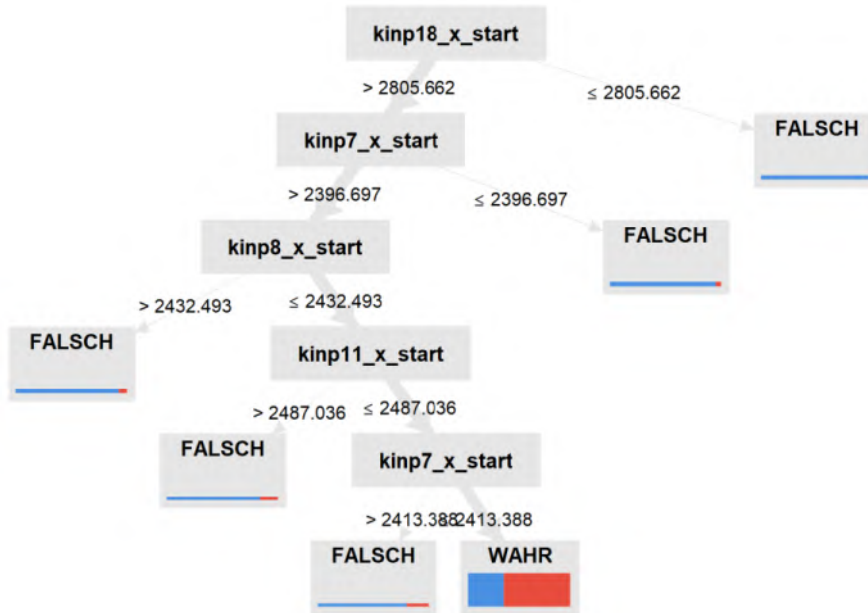 kinp18_x_start
> 2805.662
≤ 2805.662
FALSCH
kinp7_x_start
> 2396.697
≤ 2396.697
FALSCH
kinp8_x_start
> 2432.493
≤ 2432.493
FALSCH
kinp11_x_start
> 2487.036
≤ 2487.036
FALSCH
kinp7_x_start
> 2413.388
≤ 2413.388
FALSCH
WAHR